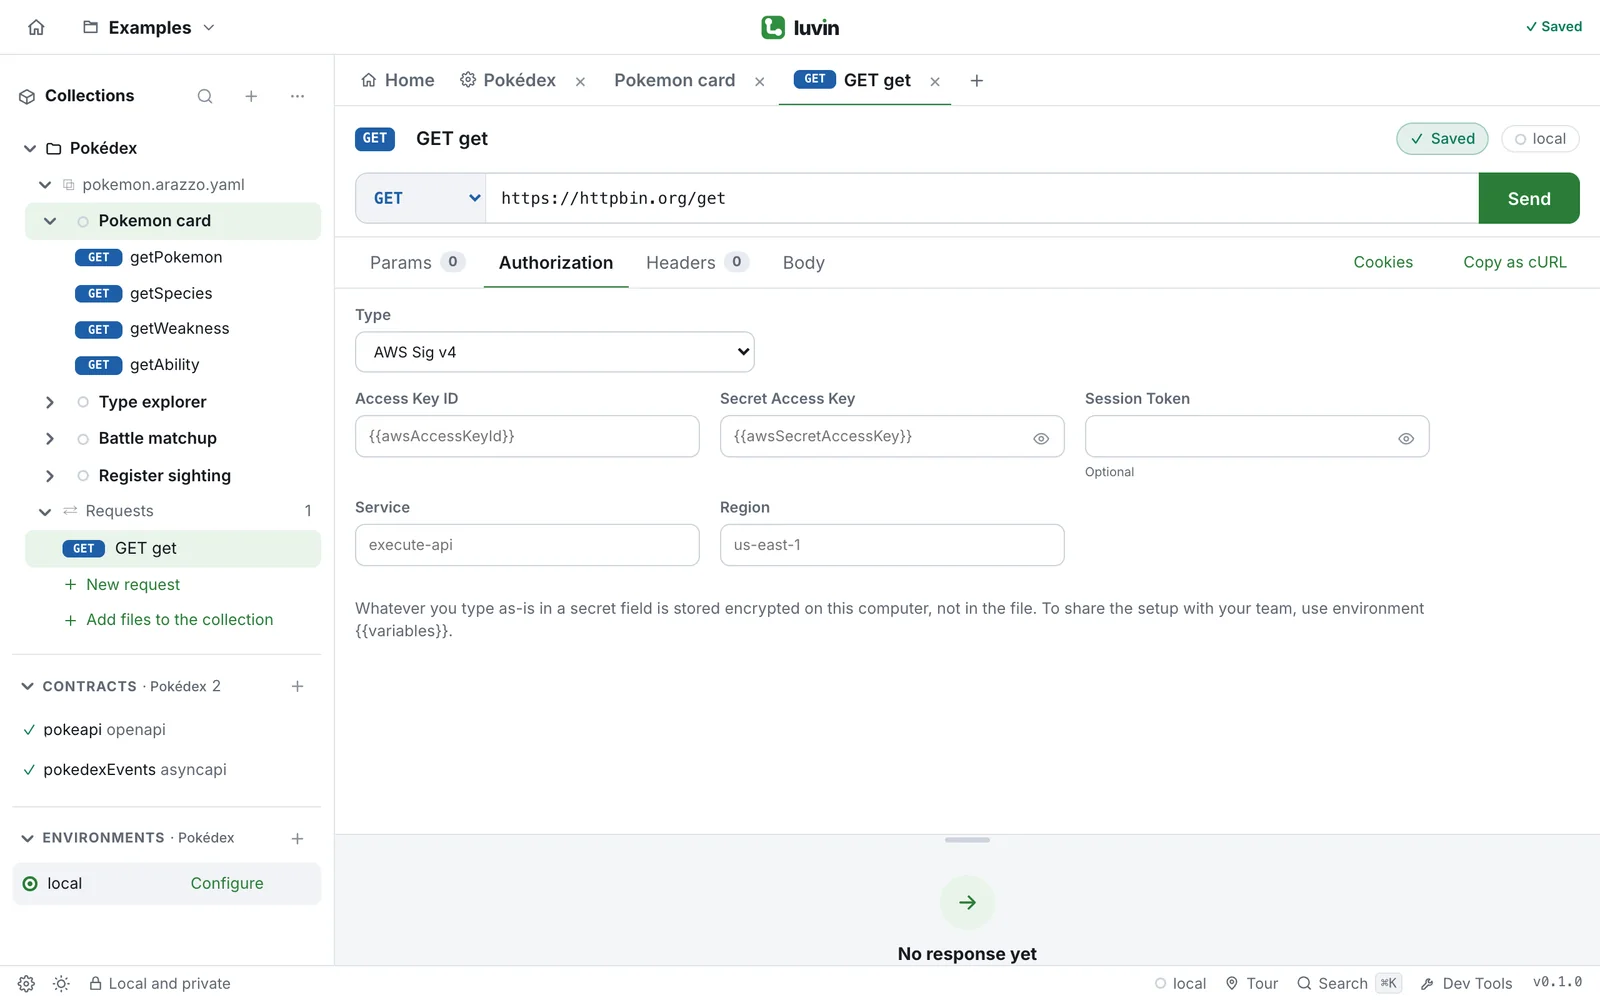 Examples
luvin
Saved
Collections
Home
Pokédex
Pokemon card
GET GET get
Pokédex
pokemon.arazzo.yaml
Pokemon card
GET getPokemon
GET getSpecies
GET getWeakness
GET getAbility
Type explorer
Battle matchup
Register sighting
Requests 1
GET GET get
New request
Add files to the collection
CONTRACTS · Pokédex 2
pokeapi openapi
pokedexEvents asyncapi
ENVIRONMENTS · Pokédex
local Configure
GET GET get
Saved
local
GET https://httpbin.org/get Send
Params 0 Authorization Headers 0 Body Cookies Copy as cURL
Type
AWS Sig v4
Access Key ID Secret Access Key Session Token
{{awsAccessKeyId}} {{awsSecretAccessKey}}
Optional
Service Region
execute-api us-east-1
Whatever you type as-is in a secret field is stored encrypted on this computer, not in the file. To share the setup with your team, use environment
{{variables}}.
No response yet
Local and private
local Tour Search ⌘K Dev Tools v0.1.0